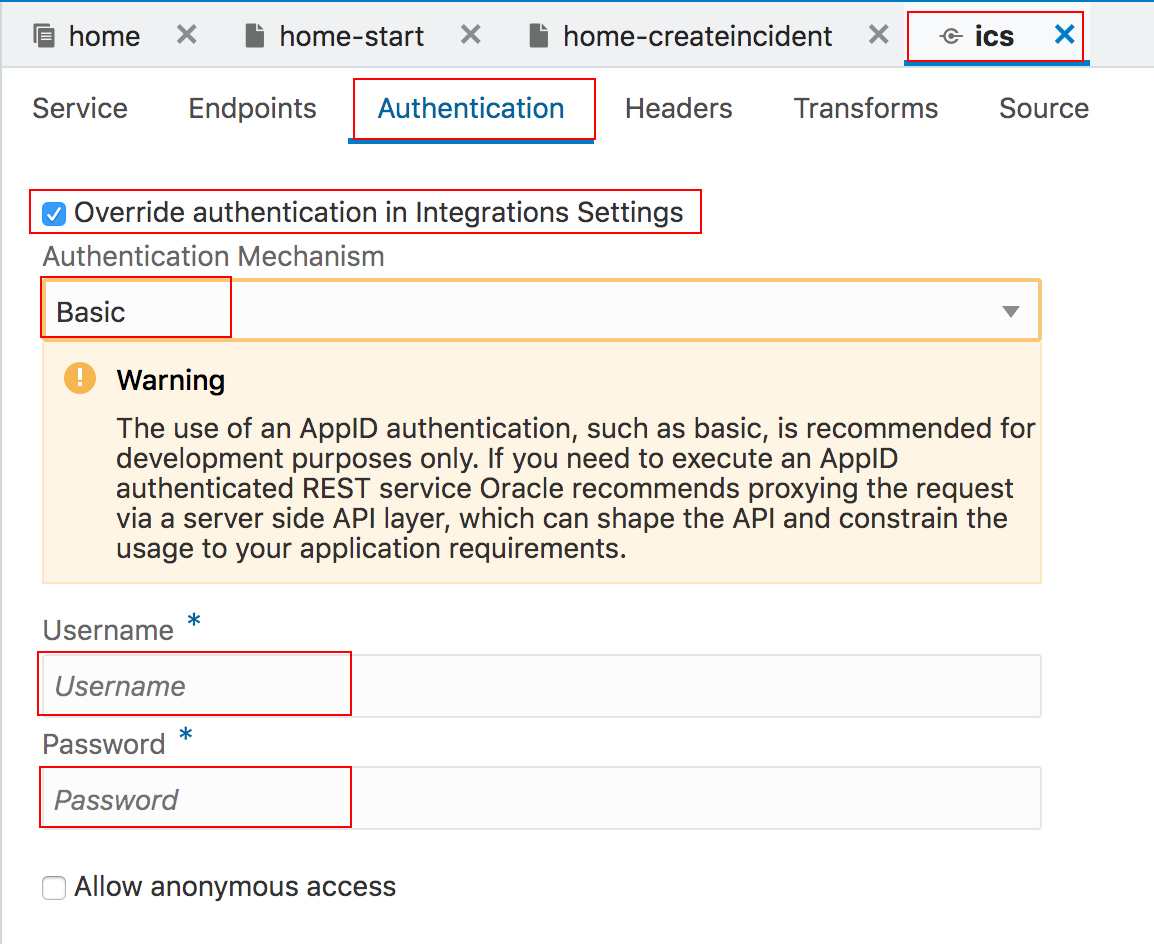 home home-start home-createincident ics
Service Endpoints Authentication Headers Transforms Source
Override authentication in Integrations Settings
Authentication Mechanism
Basic
Warning
The use of an AppID authentication, such as basic, is recommended for
development purposes only. If you need to execute an AppID
authenticated REST service Oracle recommends proxying the request
via a server side API layer, which can shape the API and constrain the
usage to your application requirements.
Username *
Username
Password *
Password
Allow anonymous access